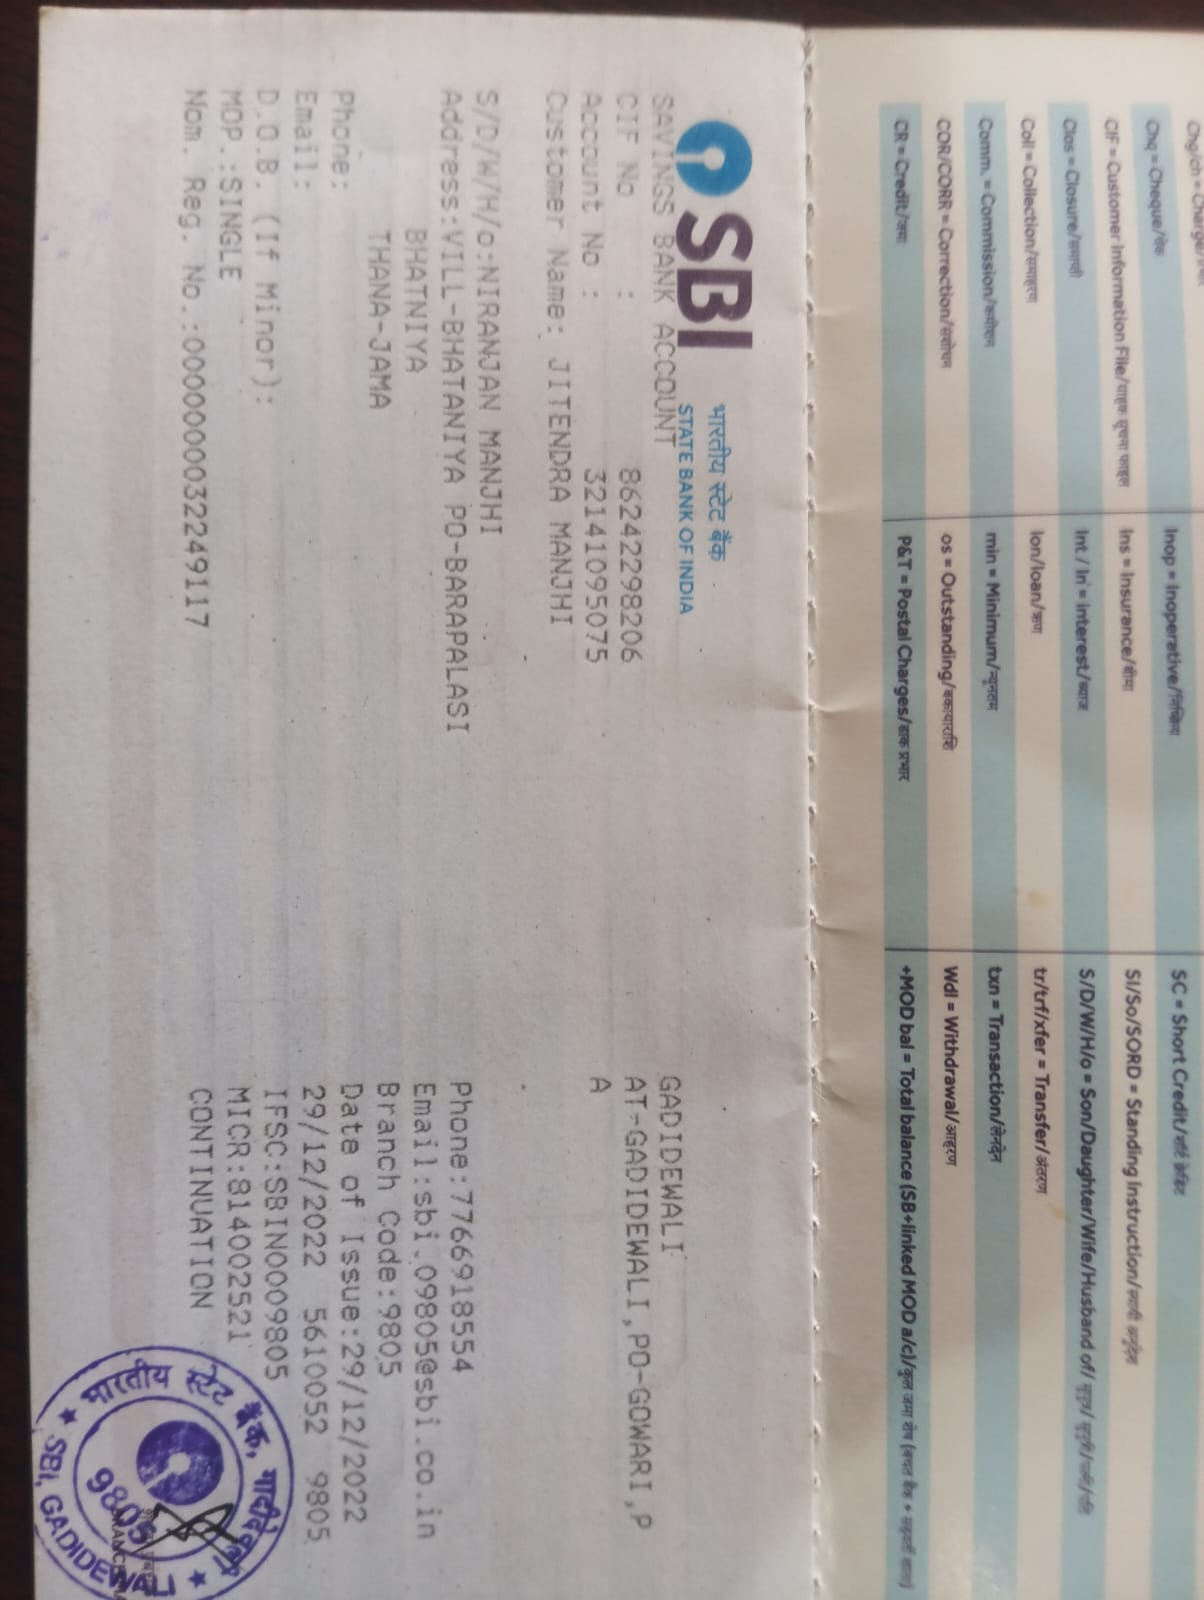 SBI
भारतीय स्टेट बैंक
STATE BANK OF INDIA
SAVINGS BANK ACCOUNT
CIF No : 86242298206
Account No : 32141095075
Customer Name: JITENDRA MANJHI
S/D/W/H/o:NIRANJAN MANJHI
Address:VILL-BHATANIYA PO-BARAPALASI
BHATNIYA
THANA-JAMA
Phone:
Email:
D.O.B. (If Minor):
MOP.:SINGLE
Nom. Reg. No.:0000000032249117
GADIDEWALI
AT-GADIDEWALI,PO-GOWARI,P
A
Phone:7766918554
Email:sbi.09805@sbi.co.in
Branch Code:9805
Date of Issue:29/12/2022
29/12/2022 5610052 9805
IFSC:SBIN0009805
MICR:814002521
CONTINUATION
भारतीय स्टेट बैंक,
9805
SBI, GADIDEWALI
Chq = Cheque/चेक
Inop = Inoperative/निष्क्रिय
SC = Short Credit/
CIF = Customer Information File/ग्राहक सूचना फाइल
Ins = Insurance/बीमा
SI/So/SORD = Standing Instruction/स्थायी अनुदेश
Clos = Closure/समाप्ती
Int / In = interest/ब्याज
S/D/W/H/o = Son/Daughter/Wife/Husband of/
Coll = Collection/समाहरण
lon/loan/ऋण
tr/trf/xfer = Transfer/अंतरण
Comm. = Commission/कमीशन
min = Minimum/न्यूनतम
txn = Transaction/लेनदेन
COR/CORR = Correction/संशोधन
os = Outstanding/बकायाराशि
Wdl = Withdrawal/आहरण
CR = Credit/जमा
P&T = Postal Charges/डाक प्रभार
+MOD bal = Total balance (SB+linked MOD a/c)/कुल जमा शेष